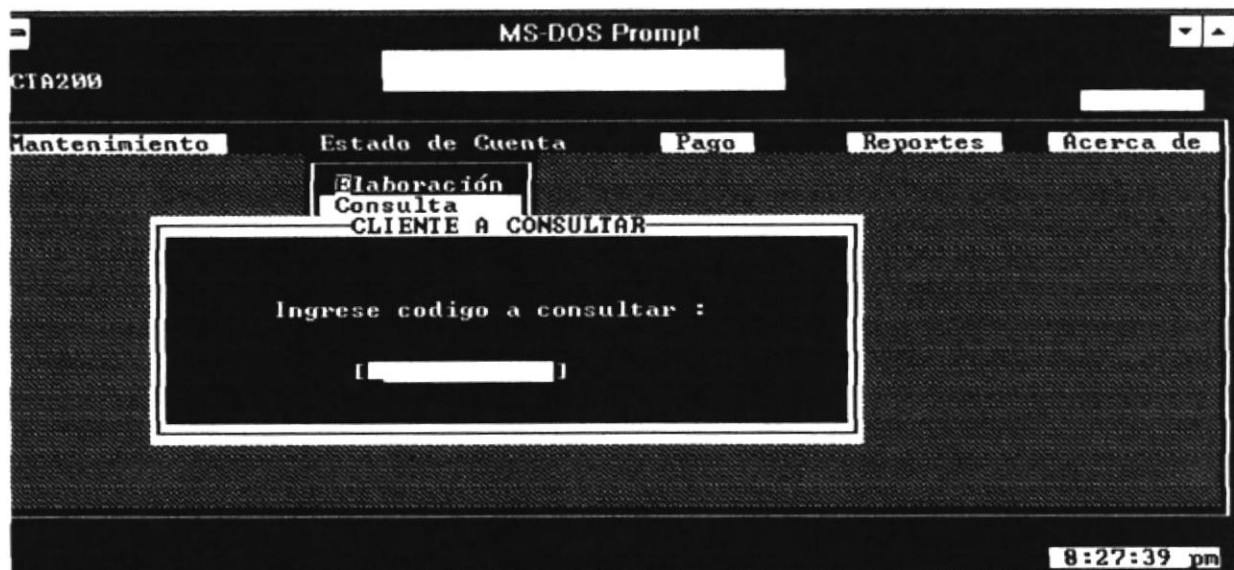 MS-DOS Prompt
CTA200
Mantenimiento Estado de Cuenta Pago Reportes Acerca de
Elaboración
Consulta
CLIENTE A CONSULTAR
Ingrese codigo a consultar :
[ ]
8:27:39 pm